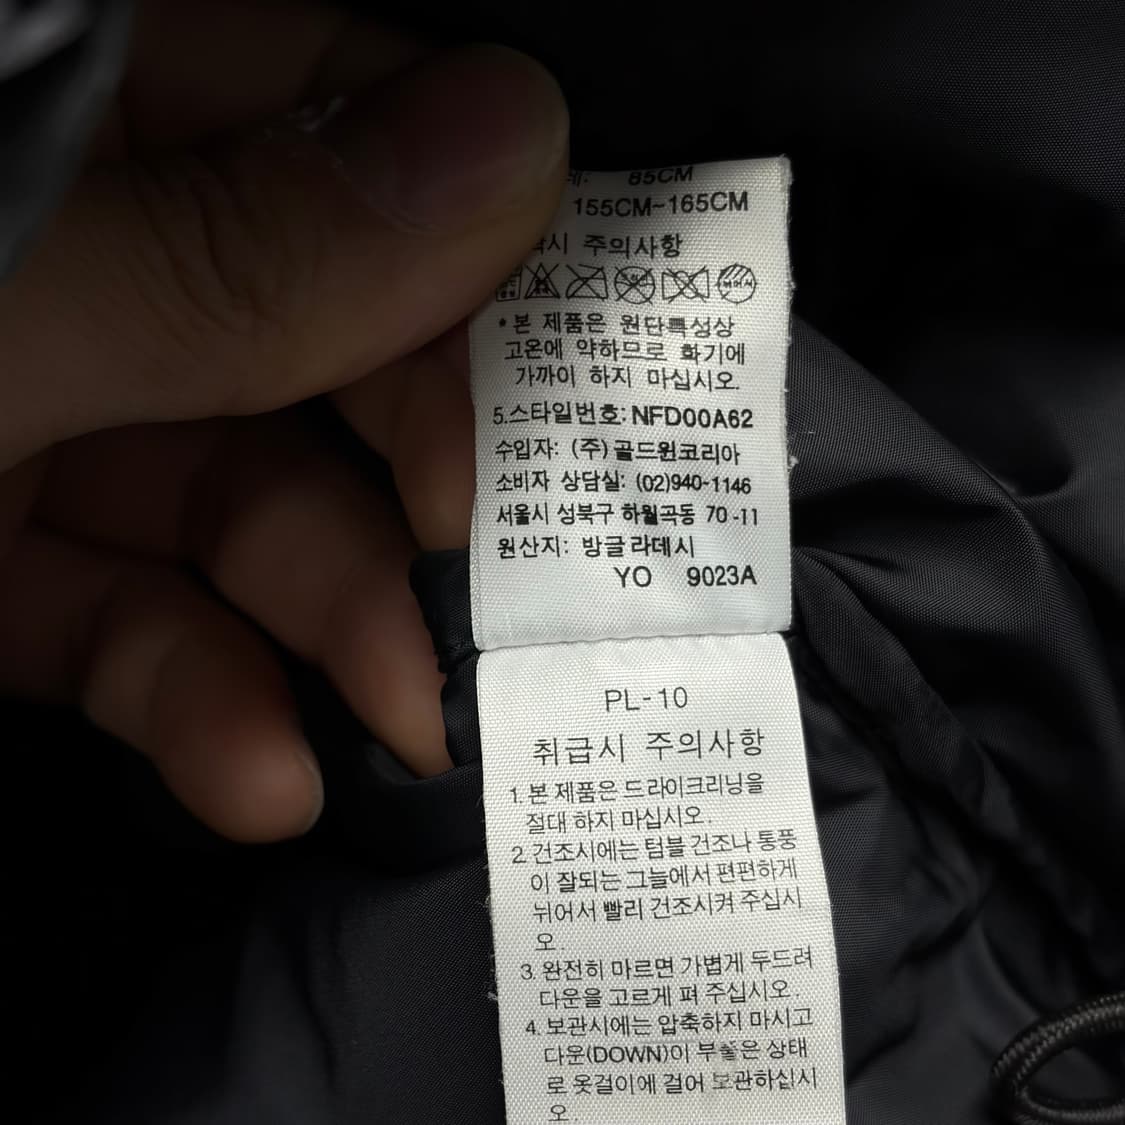 85CM
155CM~165CM
주의사항
*본 제품은 원단특성상
고온에 약하므로 화기에
가까이 하지 마십시오.
5.스타일번호: NFD00A62
수입자: (주)골드윈코리아
소비자 상담실: (02)940-1146
서울시 성북구 하월곡동 70-11
원산지: 방글라데시
YO 9023A
PL-10
취급시 주의사항
1. 본 제품은 드라이크리닝을
절대 하지 마십시오.
2. 건조시에는 텀블 건조나 통풍
이 잘되는 그늘에서 편편하게
뉘어서 빨리 건조시켜 주십시
오.
3. 완전히 마르면 가볍게 두드려
다운을 고르게 펴 주십시오.
4. 보관시에는 압축하지 마시고
다운(DOWN)이 부풀은 상태
로 옷걸이에 걸어 보관하십시
오.